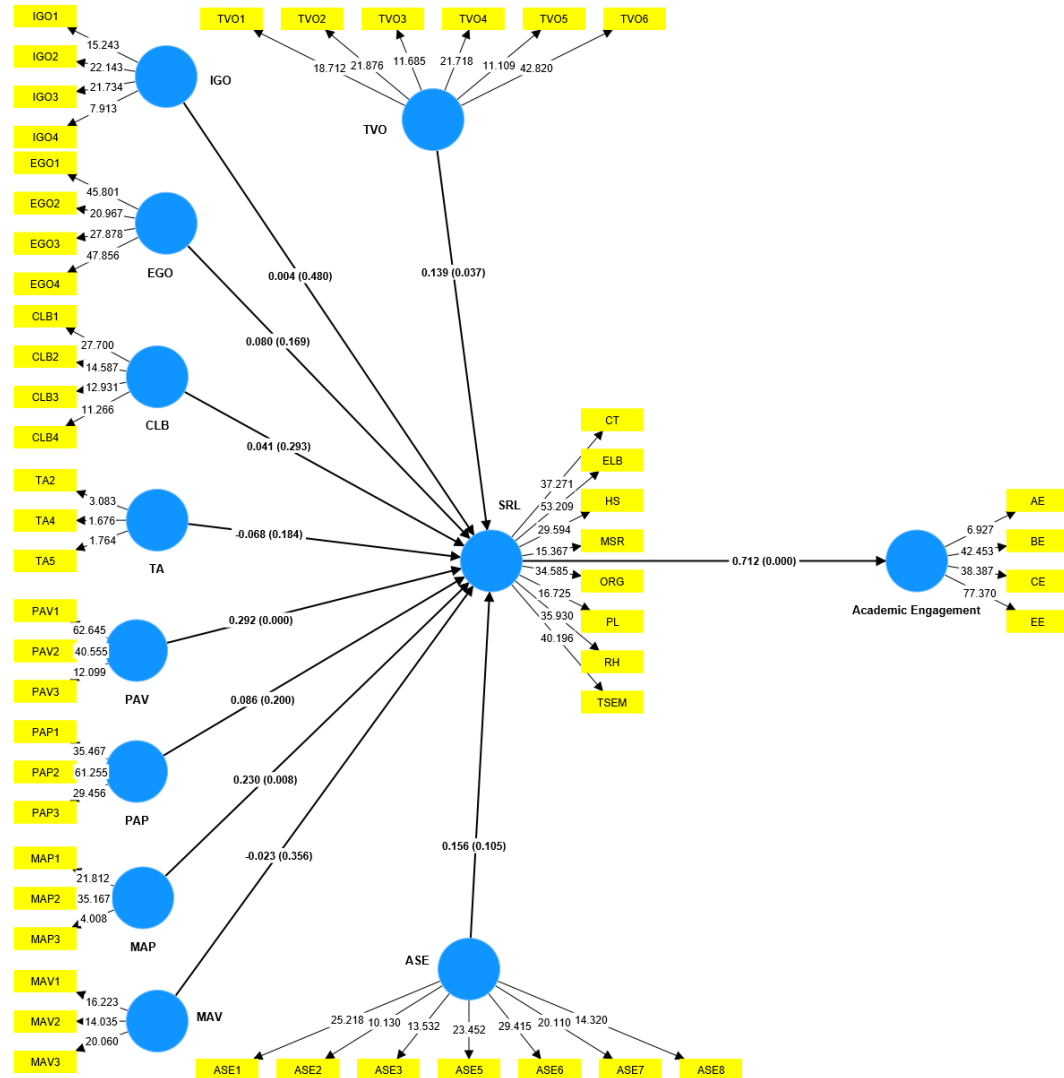 IGO1
15.243
IGO2
22.143
IGO3
21.734
IGO4
7.913
IGO
TVO1
TVO2
TVO3
TVO4
TVO5
TVO6
18.712
21.876
11.685
21.718
11.109
42.820
TVO
EGO1
45.801
EGO2
20.967
EGO3
27.878
EGO4
47.856
EGO
0.004 (0.480)
0.139 (0.037)
0.080 (0.169)
CLB1
27.700
CLB2
14.587
CLB3
12.931
CLB4
11.266
CLB
0.041 (0.293)
TA2
3.083
TA4
1.676
TA5
1.764
TA
-0.068 (0.184)
SRL
CT
37.271
ELB
53.209
HS
29.594
MSR
15.367
ORG
34.585
PL
16.725
RH
35.930
TSEM
40.196
0.712 (0.000)
Academic Engagement
AE
6.927
BE
42.453
CE
38.387
EE
77.370
PAV1
62.645
PAV2
40.555
PAV3
12.099
PAV
0.292 (0.000)
PAP1
35.467
PAP2
61.255
PAP3
29.456
PAP
0.086 (0.200)
MAP1
21.812
MAP2
35.167
MAP3
4.008
MAP
0.230 (0.008)
MAV1
16.223
MAV2
14.035
MAV3
20.060
MAV
-0.023 (0.356)
0.156 (0.105)
ASE
25.218
10.130
13.532
23.452
29.415
20.110
14.320
ASE1
ASE2
ASE3
ASE5
ASE6
ASE7
ASE8